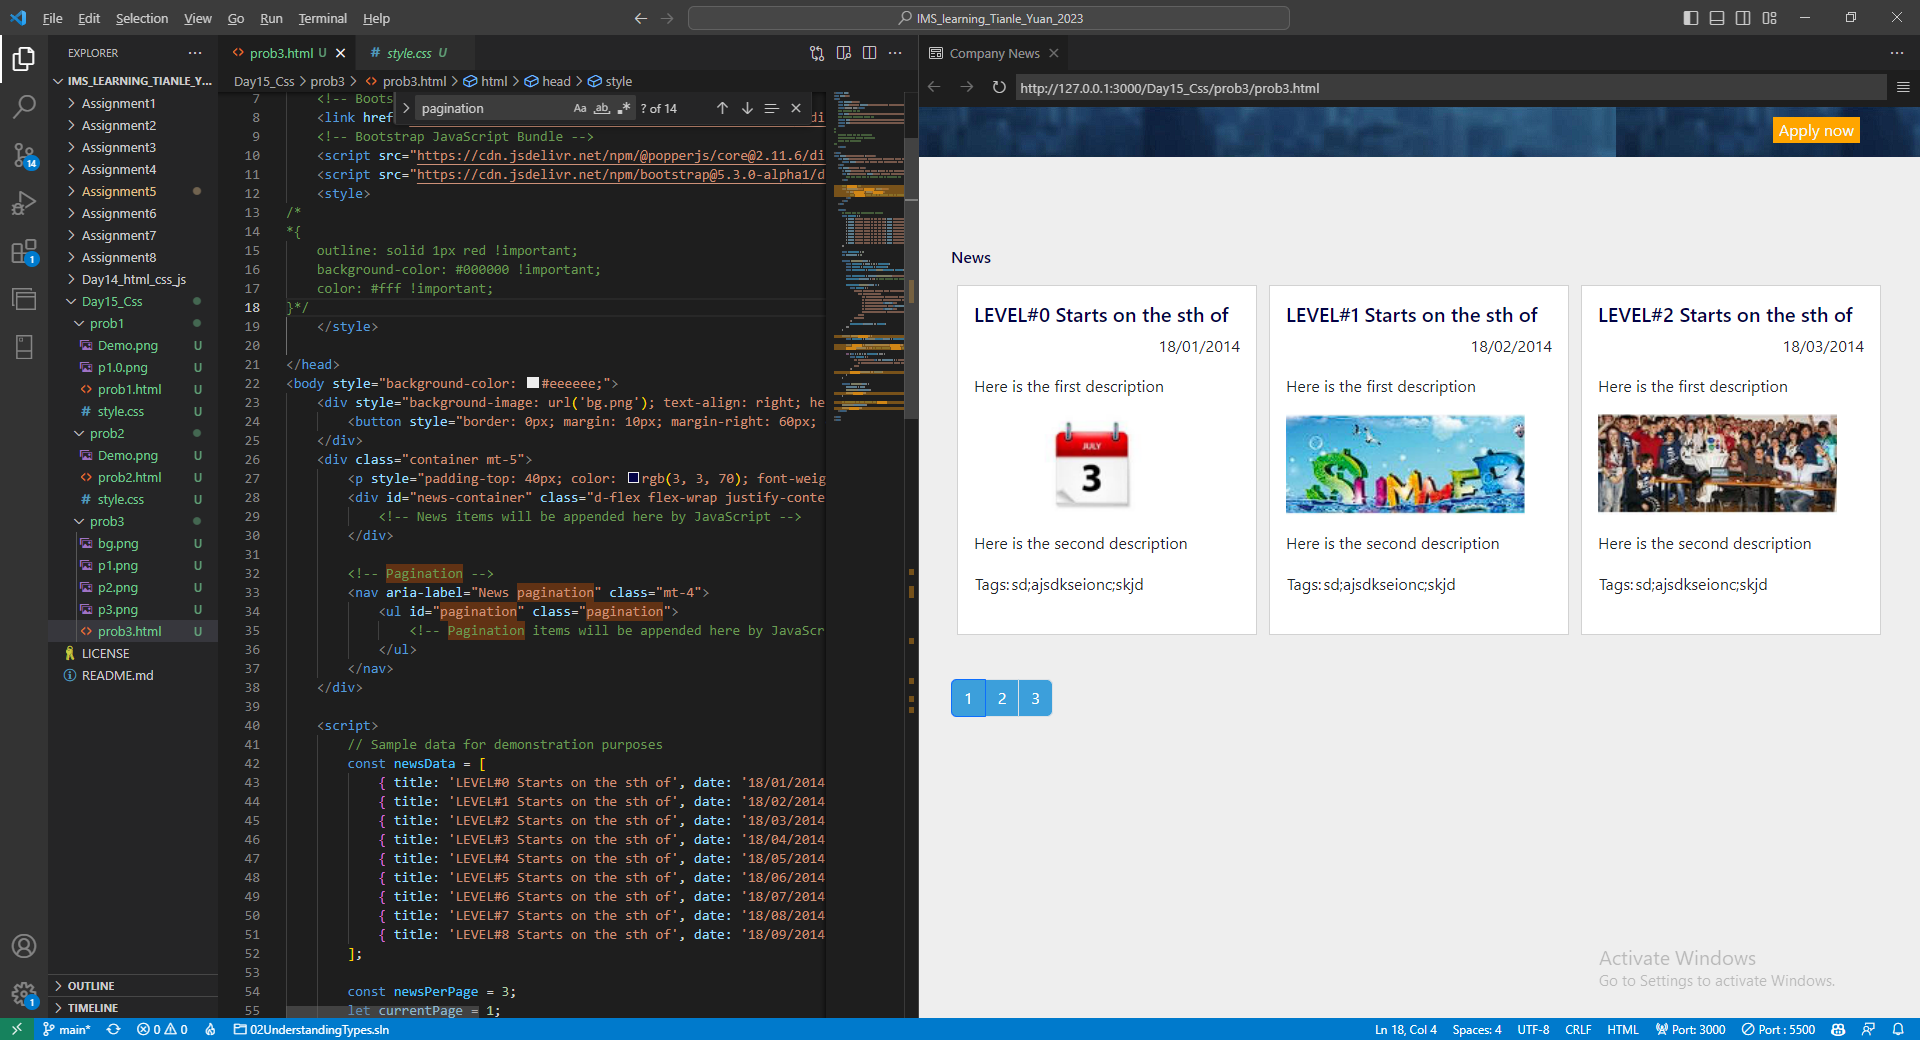 File Edit Selection View Go Run Terminal Help
IMS_learning_Tianle_Yuan_2023
EXPLORER
IMS_LEARNING_TIANLE_Y...
Assignment1
Assignment2
Assignment3
Assignment4
Assignment5
Assignment6
Assignment7
Assignment8
Day14_html_css_js
Day15_Css
prob1
Demo.png U
p1.0.png U
prob1.html U
style.css U
prob2
Demo.png U
prob2.html U
style.css U
prob3
bg.png U
p1.png U
p2.png U
p3.png U
prob3.html U
LICENSE
README.md
OUTLINE
TIMELINE
14
1
1
prob3.html U
style.css U
Day15_Css > prob3 > prob3.html > html > head > style
pagination
Aa ab .*
? of 14
7 <!-- Boots
8 <link href
9 <!-- Bootstrap JavaScript Bundle -->
10 <script src="https://cdn.jsdelivr.net/npm/@popperjs/core@2.11.6/di
11 <script src="https://cdn.jsdelivr.net/npm/bootstrap@5.3.0-alpha1/d
12 <style>
13 /*
14 *{
15 outline: solid 1px red !important;
16 background-color: #000000 !important;
17 color: #fff !important;
18 }*/
19 </style>
20
21 </head>
22 <body style="background-color: #eeeeee;">
23 <div style="background-image: url('bg.png'); text-align: right; he
24 <button style="border: 0px; margin: 10px; margin-right: 60px;
25 </div>
26 <div class="container mt-5">
27 <p style="padding-top: 40px; color: rgb(3, 3, 70); font-weig
28 <div id="news-container" class="d-flex flex-wrap justify-conte
29 <!-- News items will be appended here by JavaScript -->
30 </div>
31
32 <!-- Pagination -->
33 <nav aria-label="News pagination" class="mt-4">
34 <ul id="pagination" class="pagination">
35 <!-- Pagination items will be appended here by JavaScr
36 </ul>
37 </nav>
38 </div>
39
40 <script>
41 // Sample data for demonstration purposes
42 const newsData = [
43 { title: 'LEVEL#0 Starts on the sth of', date: '18/01/2014
44 { title: 'LEVEL#1 Starts on the sth of', date: '18/02/2014
45 { title: 'LEVEL#2 Starts on the sth of', date: '18/03/2014
46 { title: 'LEVEL#3 Starts on the sth of', date: '18/04/2014
47 { title: 'LEVEL#4 Starts on the sth of', date: '18/05/2014
48 { title: 'LEVEL#5 Starts on the sth of', date: '18/06/2014
49 { title: 'LEVEL#6 Starts on the sth of', date: '18/07/2014
50 { title: 'LEVEL#7 Starts on the sth of', date: '18/08/2014
51 { title: 'LEVEL#8 Starts on the sth of', date: '18/09/2014
52 ];
53
54 const newsPerPage = 3;
55 let currentPage = 1;
Company News
http://127.0.0.1:3000/Day15_Css/prob3/prob3.html
Apply now
News
LEVEL#0 Starts on the sth of
18/01/2014
Here is the first description
JULY
3
Here is the second description
Tags: sd;ajsdkseionc;skjd
LEVEL#1 Starts on the sth of
18/02/2014
Here is the first description
SUMMER
Here is the second description
Tags: sd;ajsdkseionc;skjd
LEVEL#2 Starts on the sth of
18/03/2014
Here is the first description
Here is the second description
Tags: sd;ajsdkseionc;skjd
1 2 3
Activate Windows
Go to Settings to activate Windows.
main* 0 0 02UnderstandingTypes.sln
Ln 18, Col 4 Spaces: 4 UTF-8 CRLF HTML Port: 3000 Port : 5500